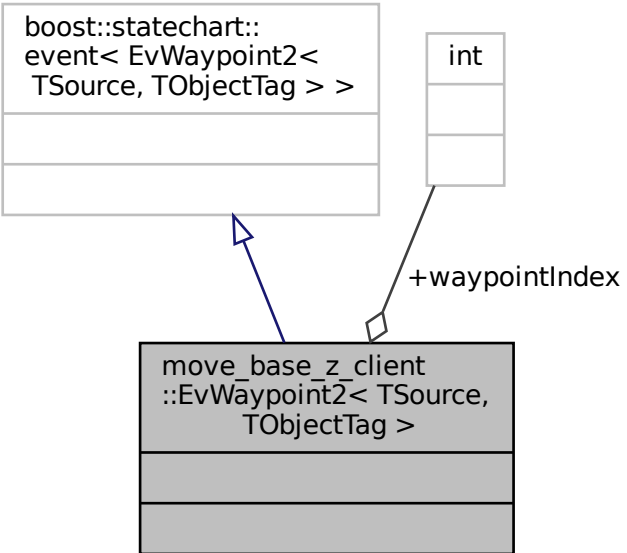 boost::statechart::
event< EvWaypoint2<
TSource, TObjectTag > >
int
+waypointIndex
move_base_z_client
::EvWaypoint2< TSource,
TObjectTag >